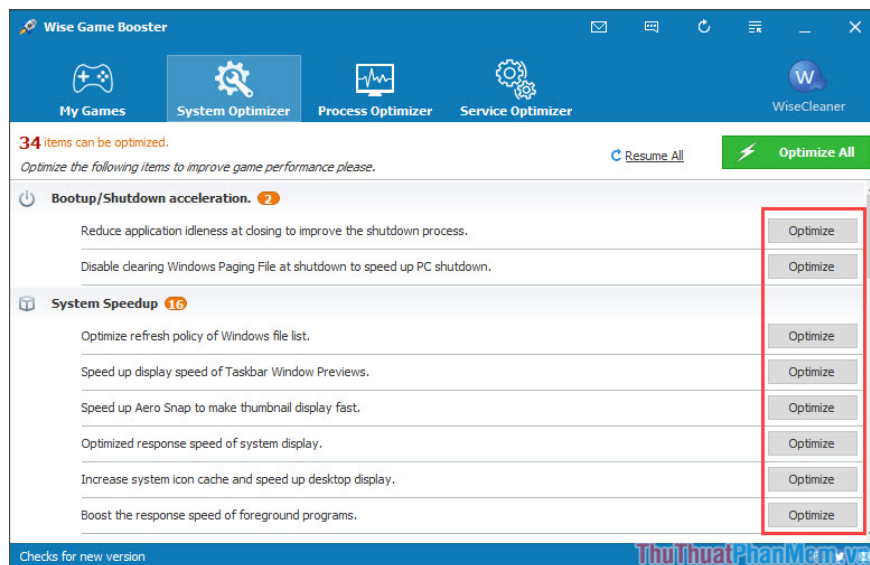 Wise Game Booster
My Games
System Optimizer
Process Optimizer
Service Optimizer
W
WiseCleaner
34 items can be optimized.
Optimize the following items to improve game performance please.
Resume All
Optimize All
Bootup/Shutdown acceleration. 2
Reduce application idleness at closing to improve the shutdown process.
Optimize
Disable clearing Windows Paging File at shutdown to speed up PC shutdown.
Optimize
System Speedup 16
Optimize refresh policy of Windows file list.
Optimize
Speed up display speed of Taskbar Window Previews.
Optimize
Speed up Aero Snap to make thumbnail display fast.
Optimize
Optimized response speed of system display.
Optimize
Increase system icon cache and speed up desktop display.
Optimize
Boost the response speed of foreground programs.
Optimize
Checks for new version
ThuThuatPhanMem.vn